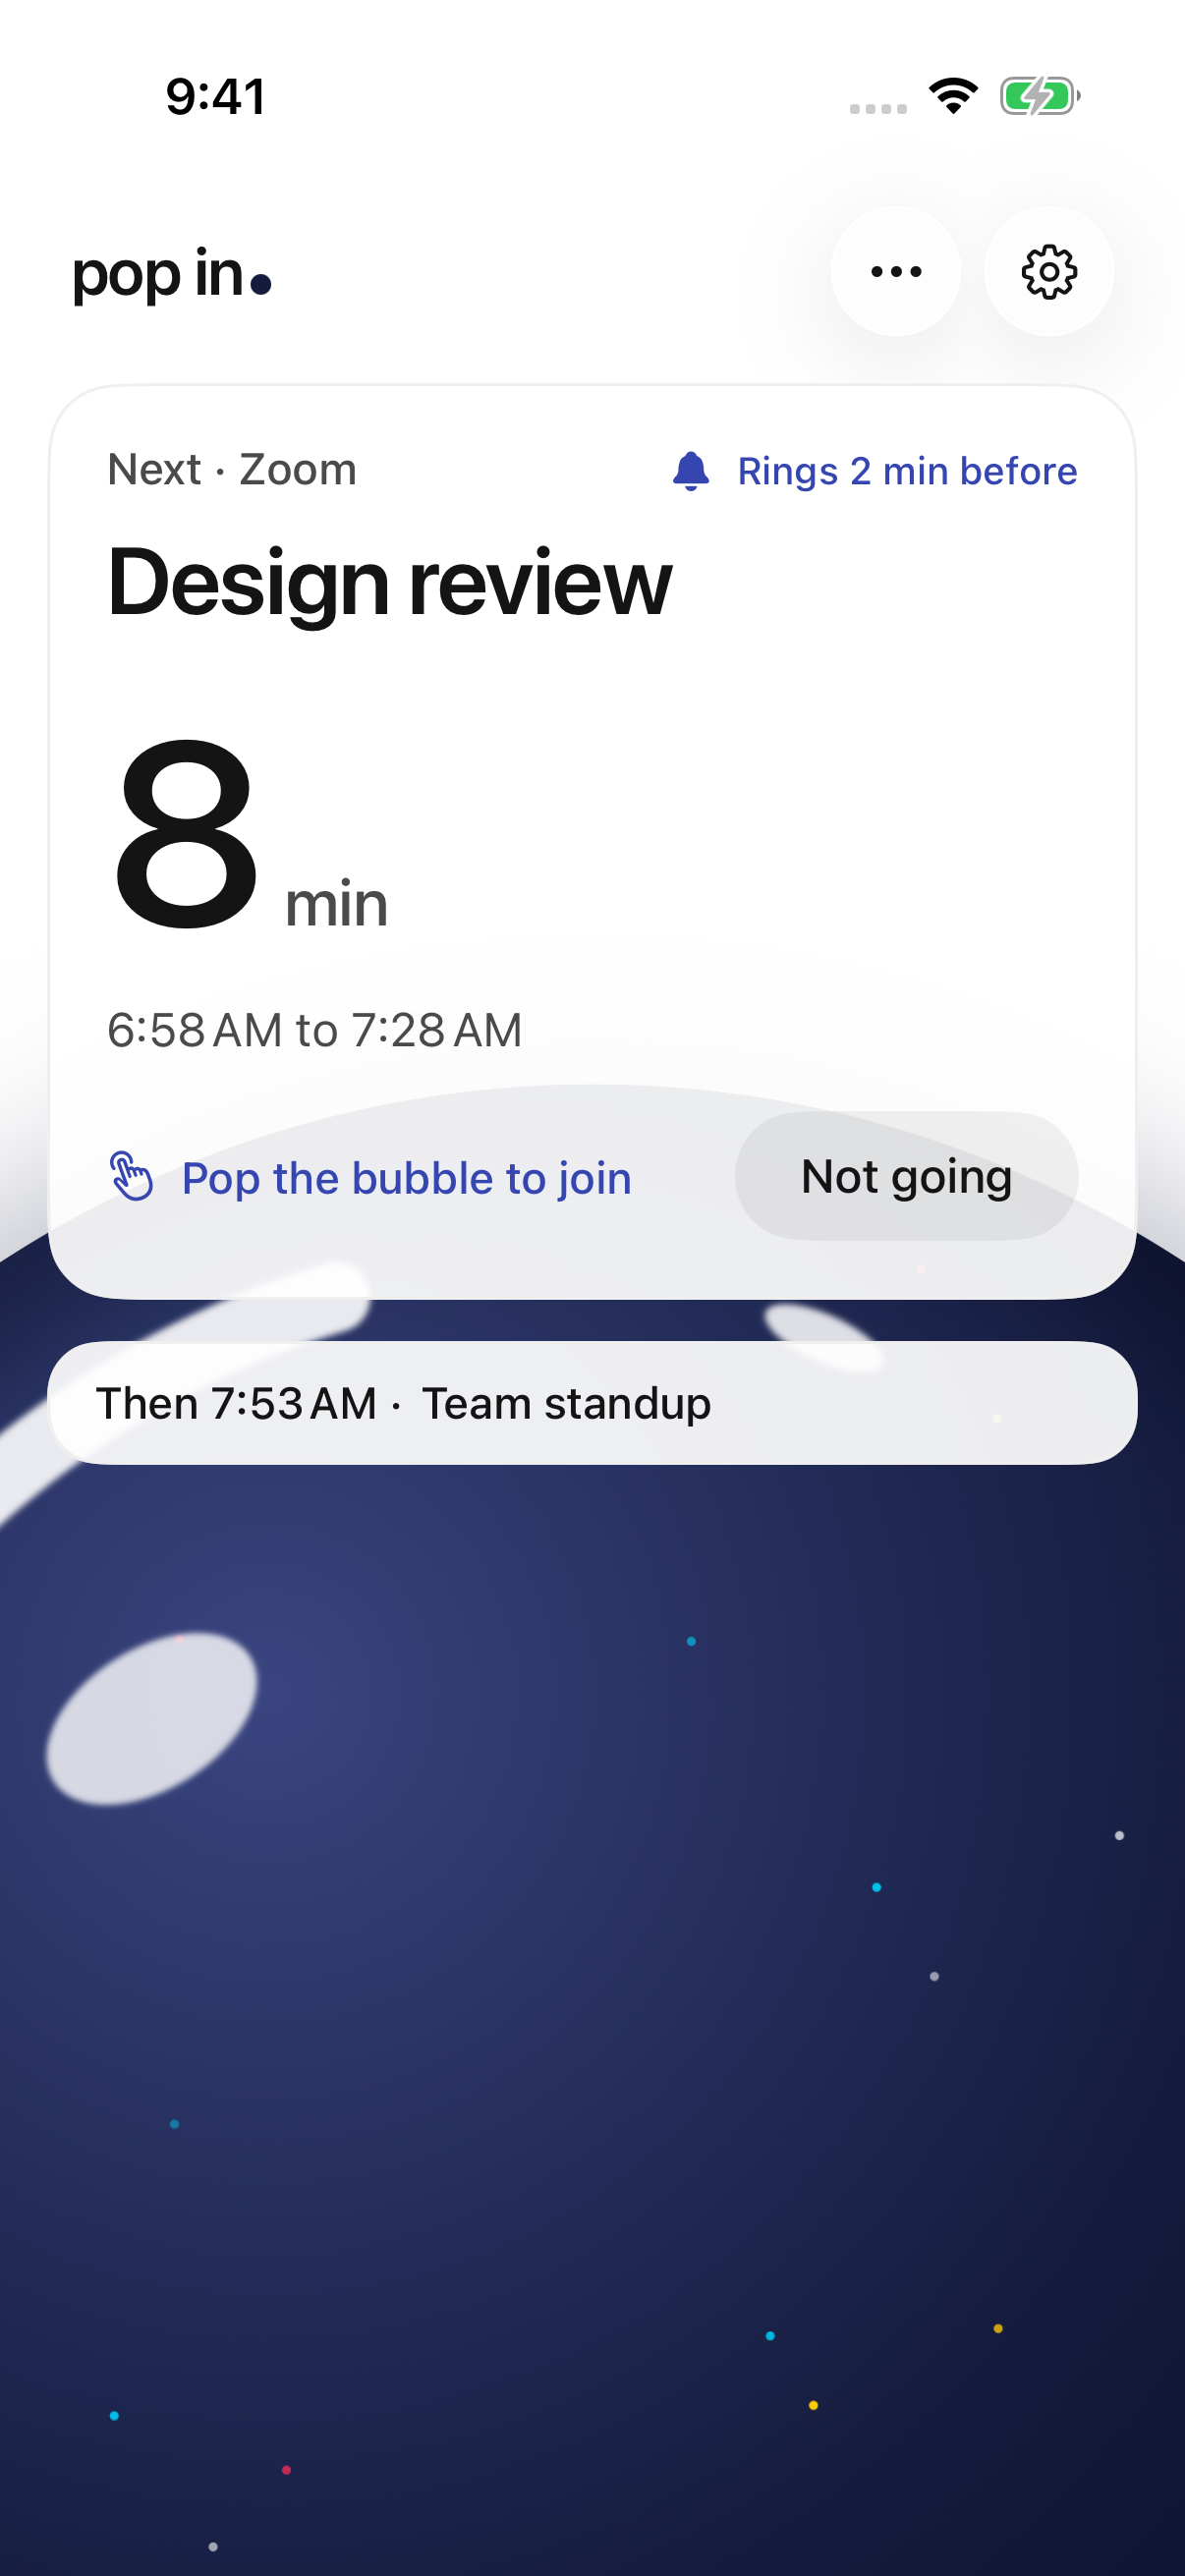 9:41
pop in
Next · Zoom
Rings 2 min before
Design review
8 min
6:58 AM to 7:28 AM
Pop the bubble to join
Not going
Then 7:53 AM · Team standup